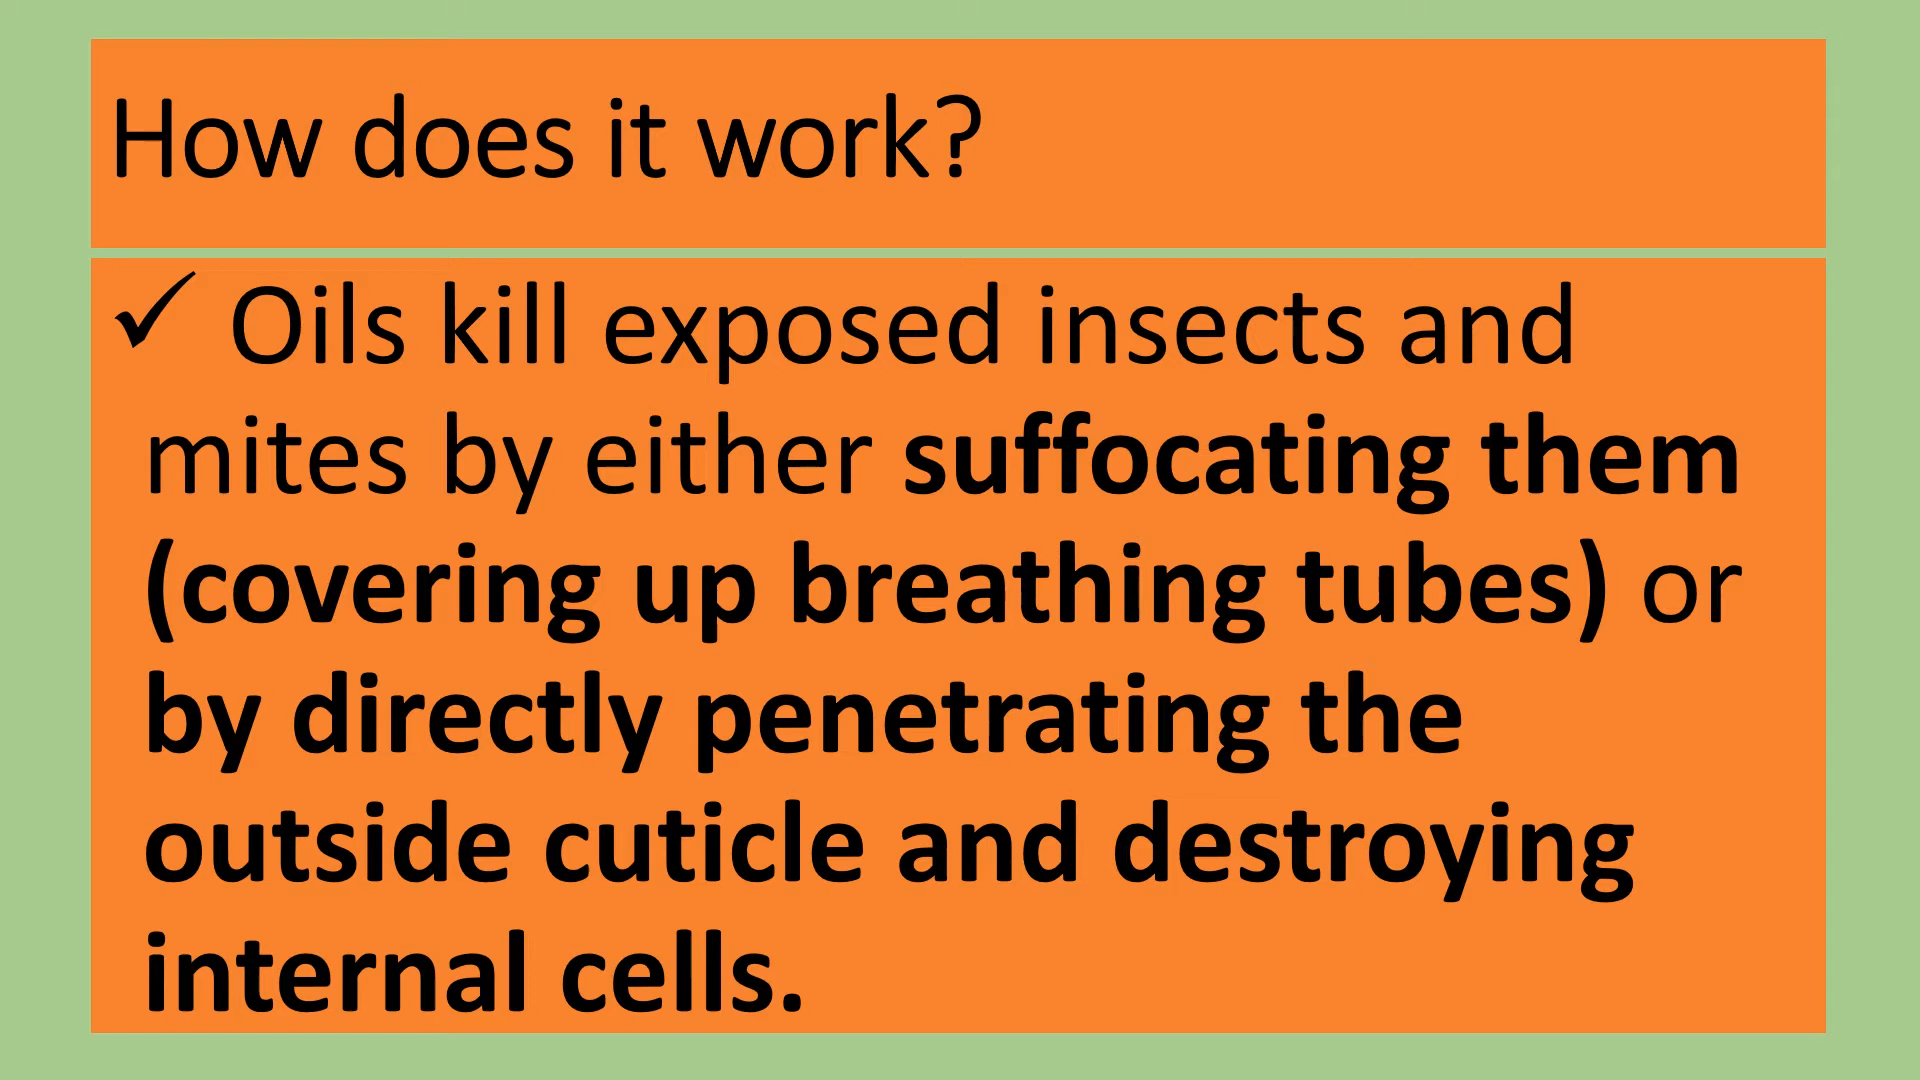 How does it work?
✓ Oils kill exposed insects and
mites by either suffocating them
(covering up breathing tubes) or
by directly penetrating the
outside cuticle and destroying
internal cells.